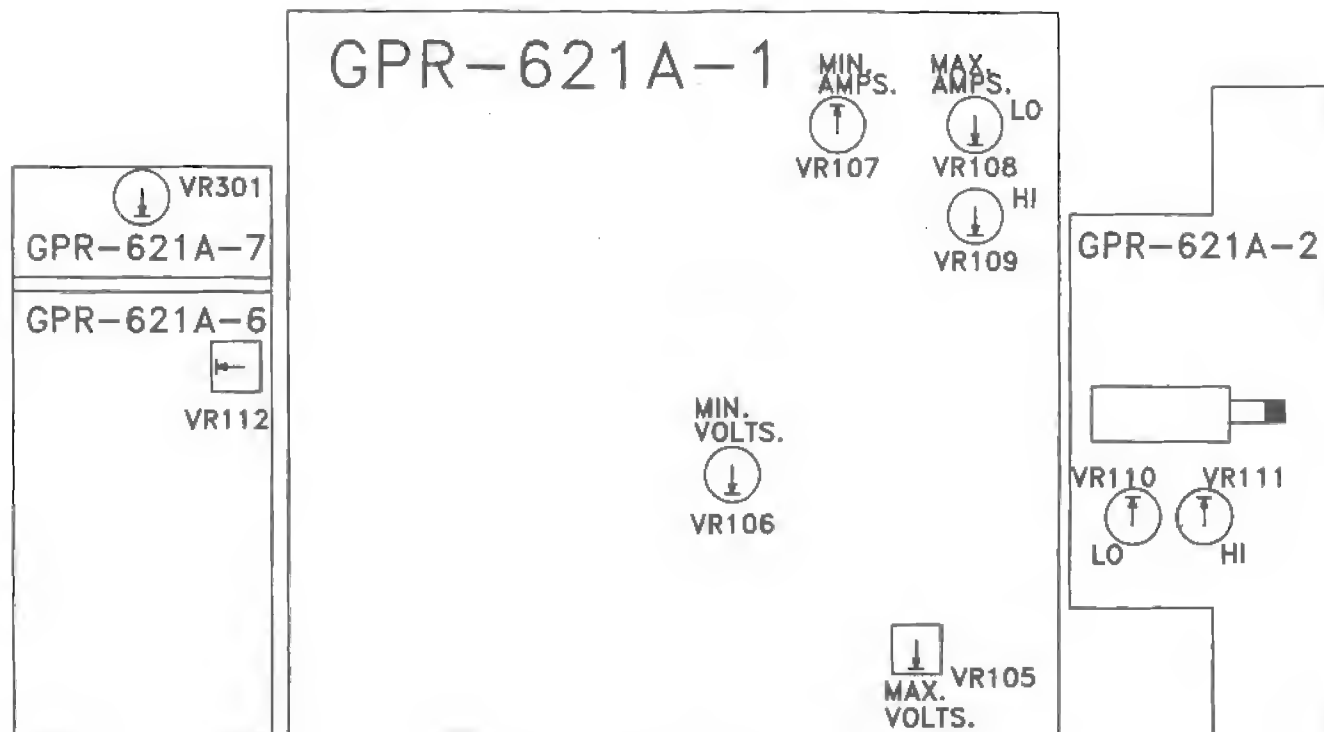 GPR-621A-1
MIN.
AMPS.
MAX.
AMPS.
LO
VR107
VR108
HI
VR109
VR301
GPR-621A-7
GPR-621A-6
VR112
GPR-621A-2
MIN.
VOLTS.
VR106
VR110
VR111
LO
HI
VR105
MAX.
VOLTS.